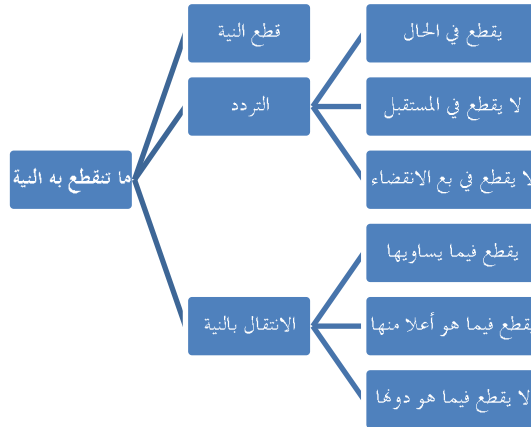 ما تنقطع به النية
قطع النية
التردد
يقطع في الحال
لا يقطع في المستقبل
لا يقطع في بع الانقضاء
الانتقال بالنية
يقطع فيما يساويها
يقطع فيما هو أعلا منها
لا يقطع فيما هو دونها